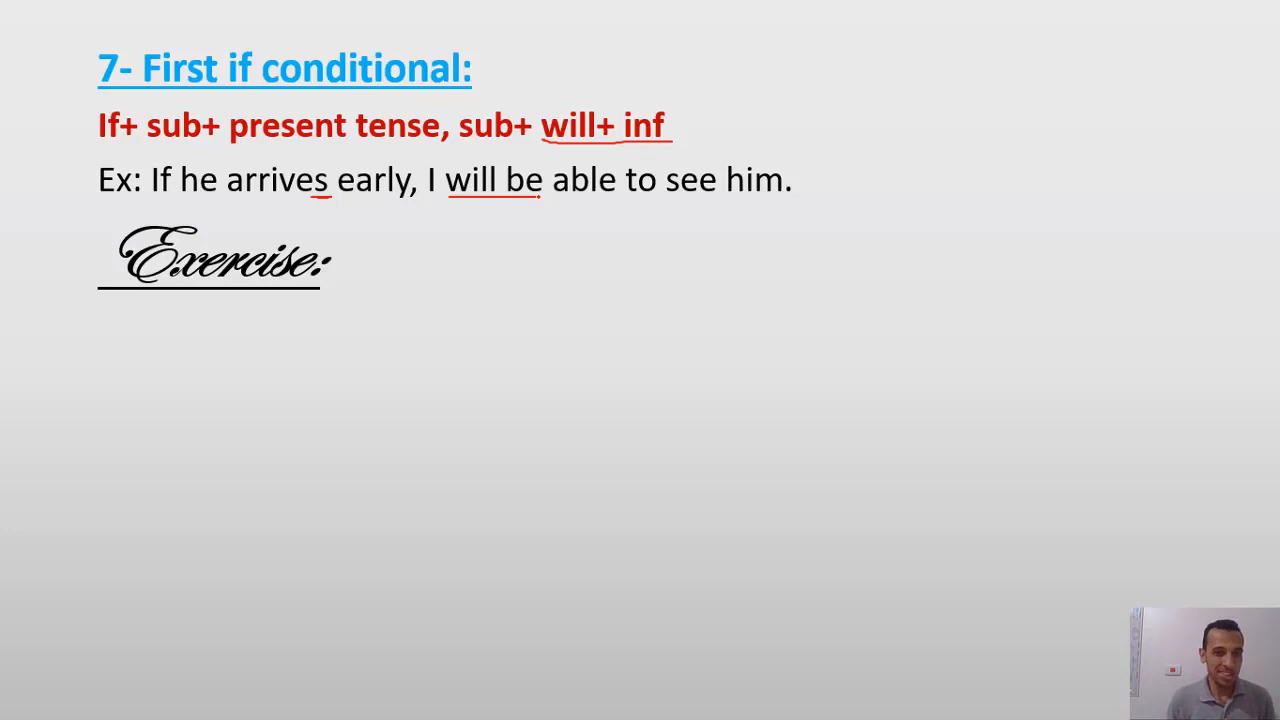 7- First if conditional:
If+ sub+ present tense, sub+ will+ inf
Ex: If he arrives early, I will be able to see him.
Exercise: